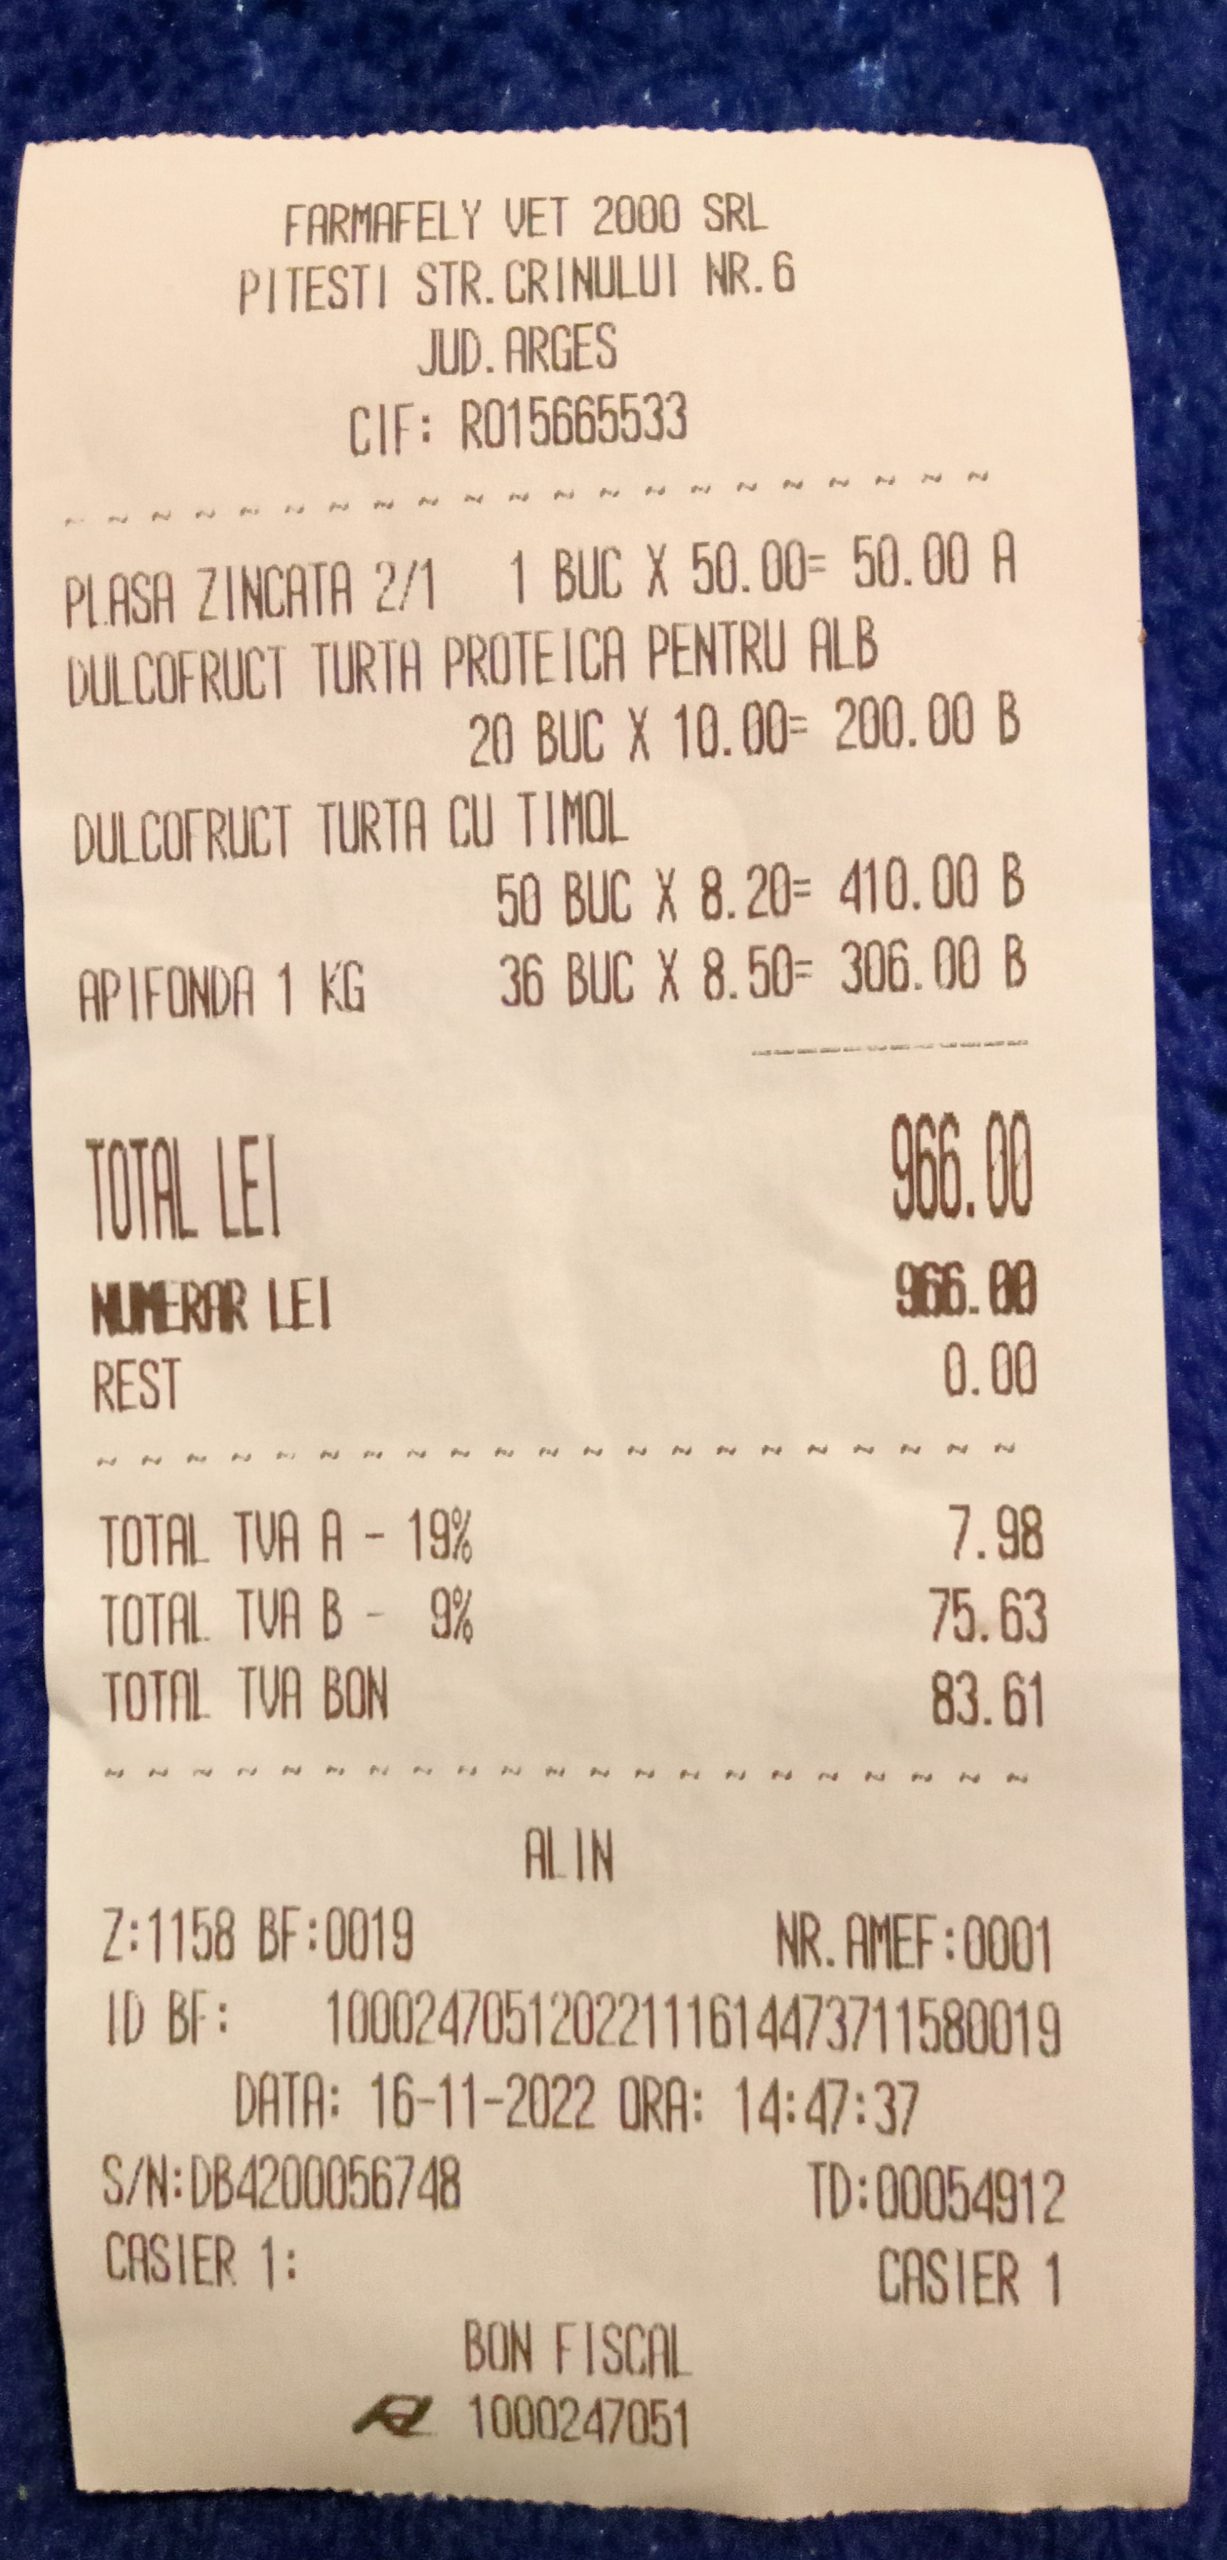 FARMAFELY VET 2000 SRL
PITESTI STR.CRINULUI NR.6
JUD.ARGES
CIF: RO15665533
PLASA ZINCATA 2/1 1 BUC X 50.00= 50.00 A
DULCOFRUCT TURTA PROTEICA PENTRU ALB
20 BUC X 10.00= 200.00 B
DULCOFRUCT TURTA CU TIMOL
50 BUC X 8.20= 410.00 B
APIFONDA 1 KG 36 BUC X 8.50= 306.00 B
TOTAL LEI 966.00
NUMERAR LEI 966.00
REST 0.00
TOTAL TVA A - 19% 7.98
TOTAL TVA B - 9% 75.63
TOTAL TVA BON 83.61
ALIN
Z:1158 BF:0019 NR.AMEF:0001
ID BF: 10002470512022111614473711580019
DATA: 16-11-2022 ORA: 14:47:37
S/N:DB4200056748 TD:00054912
CASIER 1: CASIER 1
BON FISCAL
1000247051